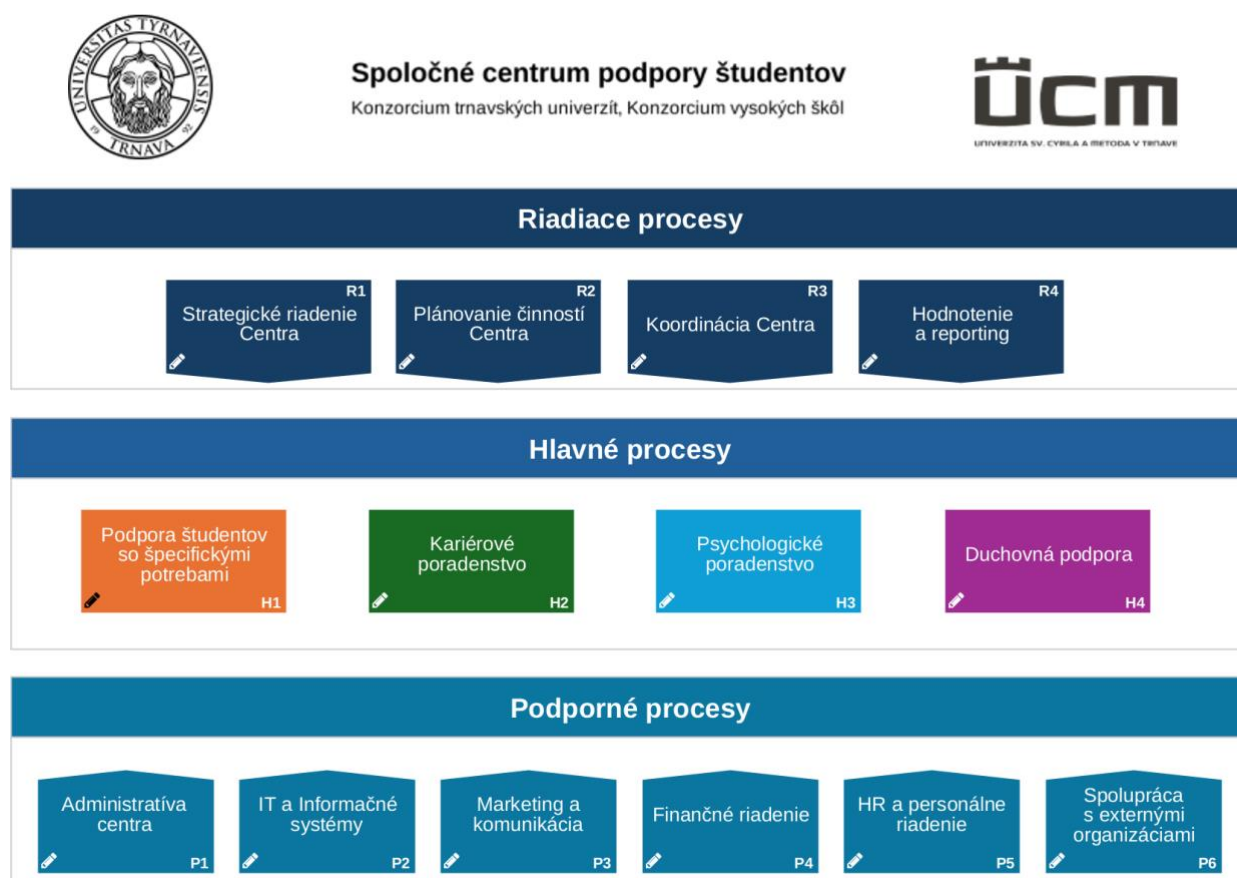 UNIVERSITAS TYRNAVIENSIS
19 TRNAVA 92
Spoločné centrum podpory študentov
Konzorcium trnavských univerzít, Konzorcium vysokých škôl
ücm
UNIVERZITA SV. CYRILA A METODA V TRNAVE
Riadiace procesy
R1
Strategické riadenie
Centra
R2
Plánovanie činností
Centra
R3
Koordinácia Centra
R4
Hodnotenie
a reporting
Hlavné procesy
Podpora študentov
so špecifickými
potrebami
H1
Kariérové
poradenstvo
H2
Psychologické
poradenstvo
H3
Duchovná podpora
H4
Podporné procesy
Administratíva
centra
P1
IT a Informačné
systémy
P2
Marketing a
komunikácia
P3
Finančné riadenie
P4
HR a personálne
riadenie
P5
Spolupráca
s externými
organizáciami
P6